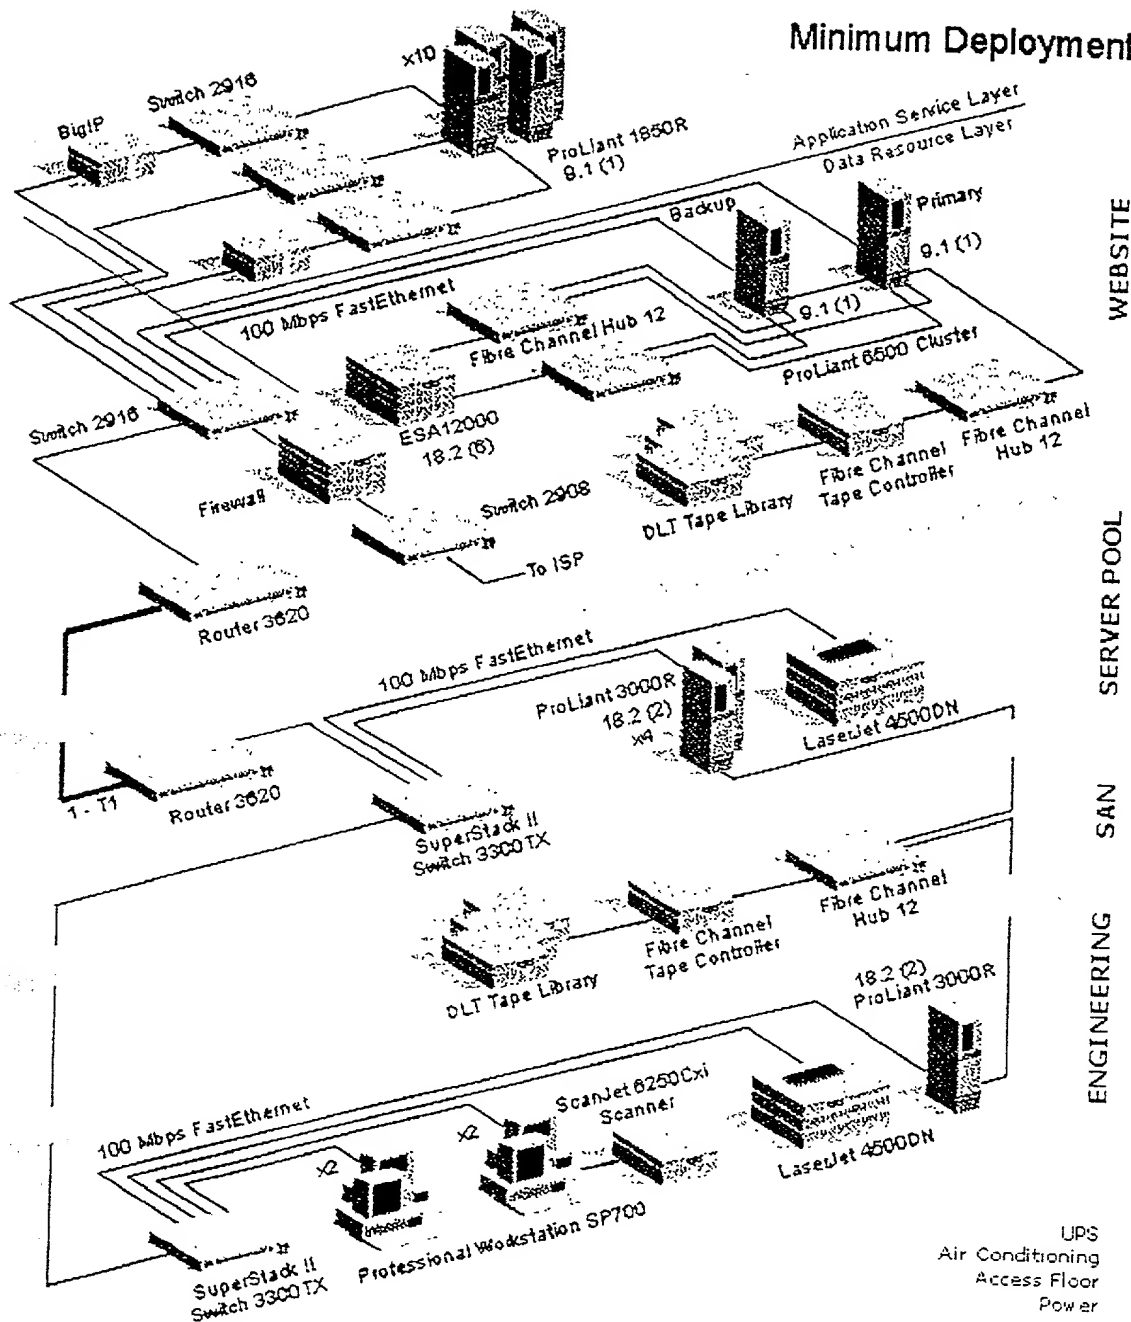 Minimum Deployment
x10
Switch 2916
BigIP
ProLiant 1850R
9.1 (1)
Application Service Layer
Data Resource Layer
Backup
Primary
9.1 (1)
WEBSITE
100 Mbps FastEthernet
Fibre Channel Hub 12
9.1 (1)
ProLiant 6500 Cluster
Switch 2916
ESA12000
18.2 (6)
Fibre Channel
Hub 12
Fibre Channel
Tape Controller
DLT Tape Library
Firewall
Switch 2908
To ISP
Router 3620
SERVER POOL
100 Mbps FastEthernet
ProLiant 3000R
18.2 (2)
x4
LaserJet 4500DN
1 - T1
Router 3620
SuperStack II
Switch 3300 TX
SAN
Fibre Channel
Hub 12
Fibre Channel
Tape Controller
DLT Tape Library
18.2 (2)
ProLiant 3000R
ENGINEERING
100 Mbps FastEthernet
x2
x2
ScanJet 6250Cxi
Scanner
LaserJet 4500DN
Professional Workstation SP700
SuperStack II
Switch 3300 TX
UPS
Air Conditioning
Access Floor
Power